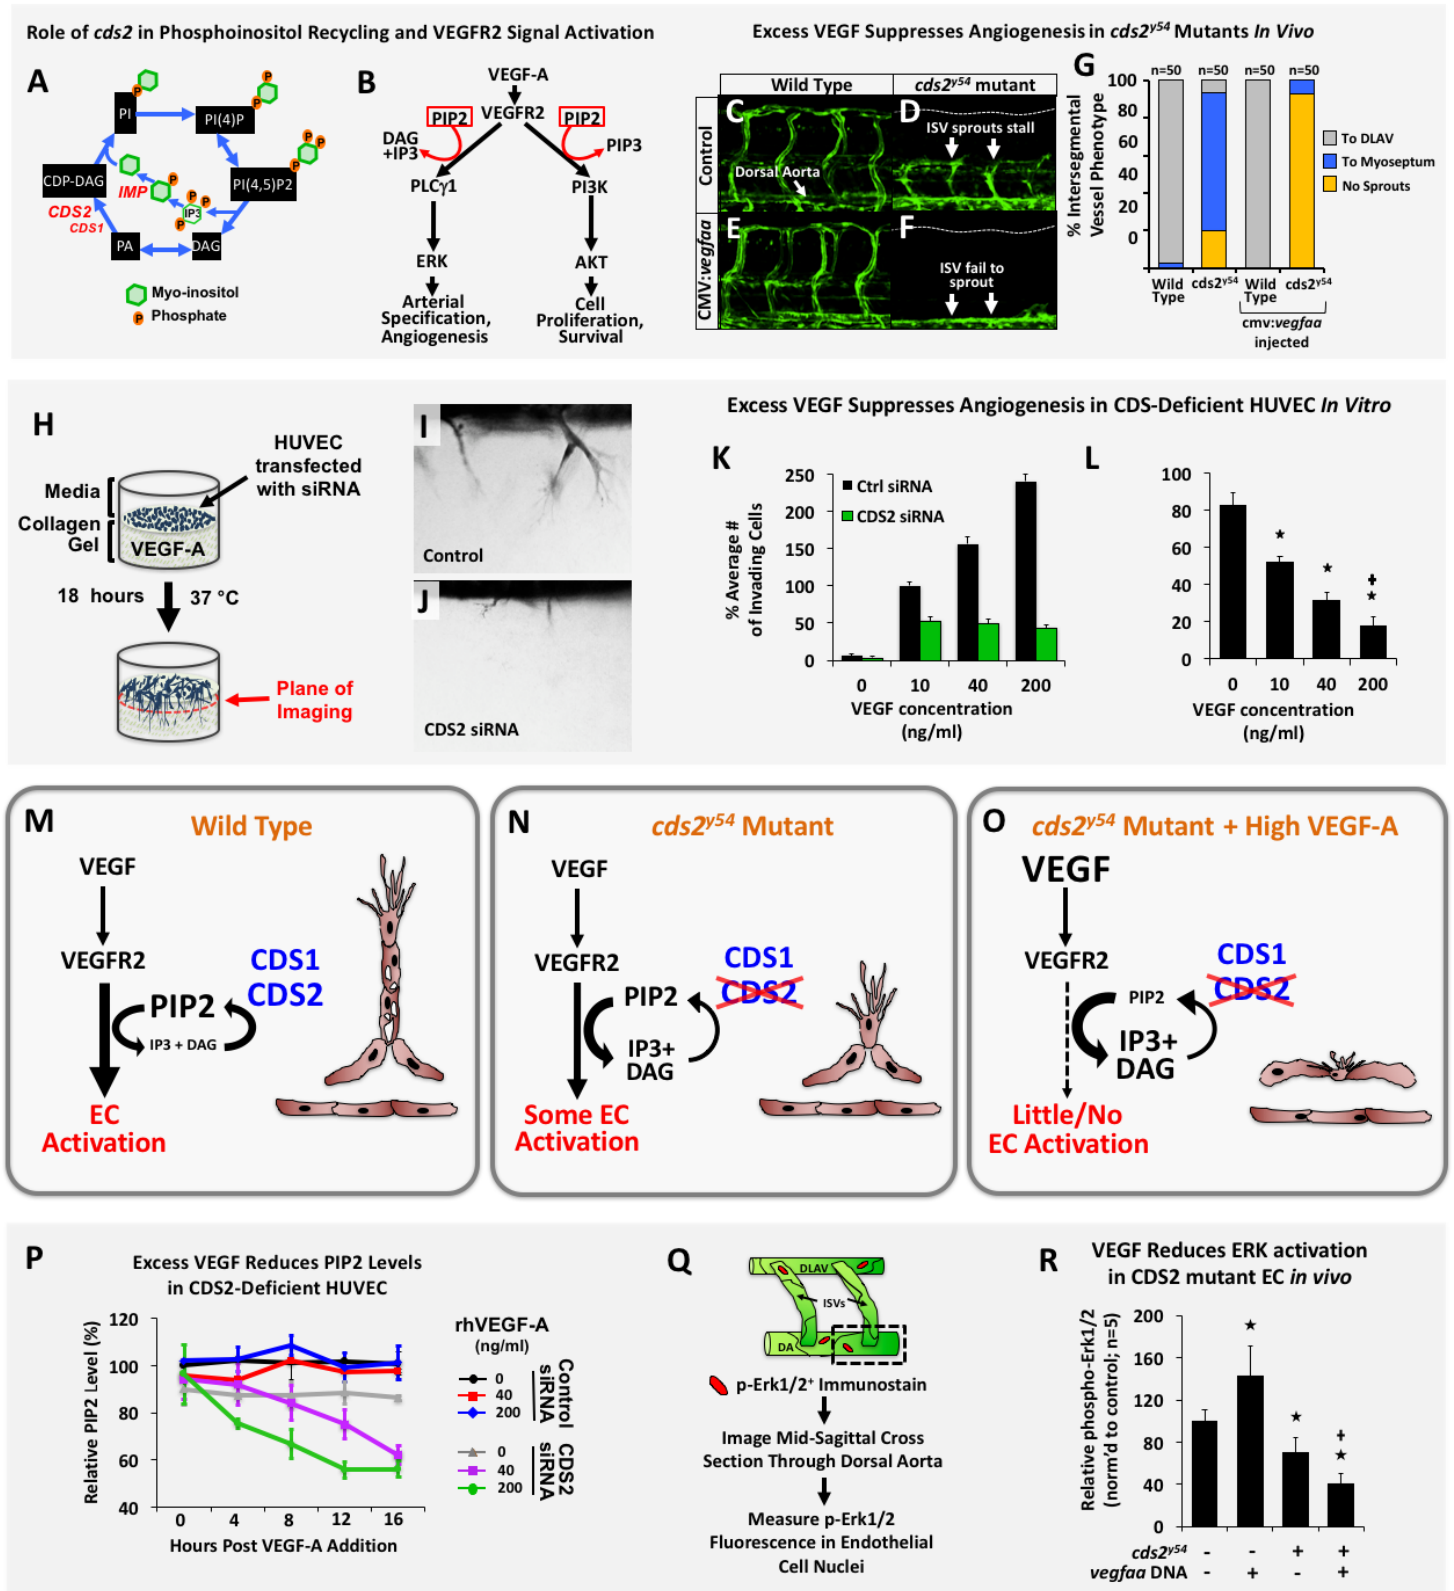 Role of cds2 in Phosphoinositol Recycling and VEGFR2 Signal Activation
Excess VEGF Suppresses Angiogenesis in cds2y54 Mutants In Vivo
A
P
P
P
PI
PI(4)P
P
P
P
PI(4,5)P2
CDP-DAG
IMP
P
P
P
P
IP3
CDS2
CDS1
PA
DAG
Myo-inositol
P
Phosphate
B
VEGF-A
VEGFR2
PIP2
PIP2
DAG
+IP3
PIP3
PLCγ1
PI3K
ERK
AKT
Arterial
Specification,
Angiogenesis
Cell
Proliferation,
Survival
Wild Type
cds2y54 mutant
Control
CMV:vegfaa
C
Dorsal Aorta
D
ISV sprouts stall
E
F
ISV fail to
sprout
G
% Intersegmental
Vessel Phenotype
n=50
n=50
n=50
n=50
100
80
60
40
20
0
To DLAV
To Myoseptum
No Sprouts
Wild
Type
cds2y54
Wild
Type
cds2y54
cmv:vegfaa
injected
Excess VEGF Suppresses Angiogenesis in CDS-Deficient HUVEC In Vitro
H
HUVEC
transfected
with siRNA
Media
Collagen
Gel
VEGF-A
18 hours
37 °C
Plane of
Imaging
I
Control
J
CDS2 siRNA
K
% Average #
of Invading Cells
250
200
150
100
50
0
Ctrl siRNA
CDS2 siRNA
0
10
40
200
VEGF concentration
(ng/ml)
L
100
80
60
40
20
0
★
★
‡
★
0
10
40
200
VEGF concentration
(ng/ml)
M
Wild Type
VEGF
VEGFR2
CDS1
CDS2
PIP2
IP3 + DAG
EC
Activation
N
cds2y54 Mutant
VEGF
VEGFR2
CDS1
CDS2
PIP2
IP3+
DAG
Some EC
Activation
O
cds2y54 Mutant + High VEGF-A
VEGF
VEGFR2
CDS1
CDS2
PIP2
IP3+
DAG
Little/No
EC Activation
P
Excess VEGF Reduces PIP2 Levels
in CDS2-Deficient HUVEC
Relative PIP2 Level (%)
120
100
80
60
40
0
4
8
12
16
Hours Post VEGF-A Addition
rhVEGF-A
(ng/ml)
0
40
200
Control
siRNA
0
40
200
CDS2
siRNA
Q
DLAV
ISVs
DA
p-Erk1/2+ Immunostain
Image Mid-Sagittal Cross
Section Through Dorsal Aorta
Measure p-Erk1/2
Fluorescence in Endothelial
Cell Nuclei
R
VEGF Reduces ERK activation
in CDS2 mutant EC in vivo
Relative phospho-Erk1/2
(norm'd to control; n=5)
200
160
120
80
40
0
★
★
‡
★
cds2y54 - - + +
vegfaa DNA - + - +